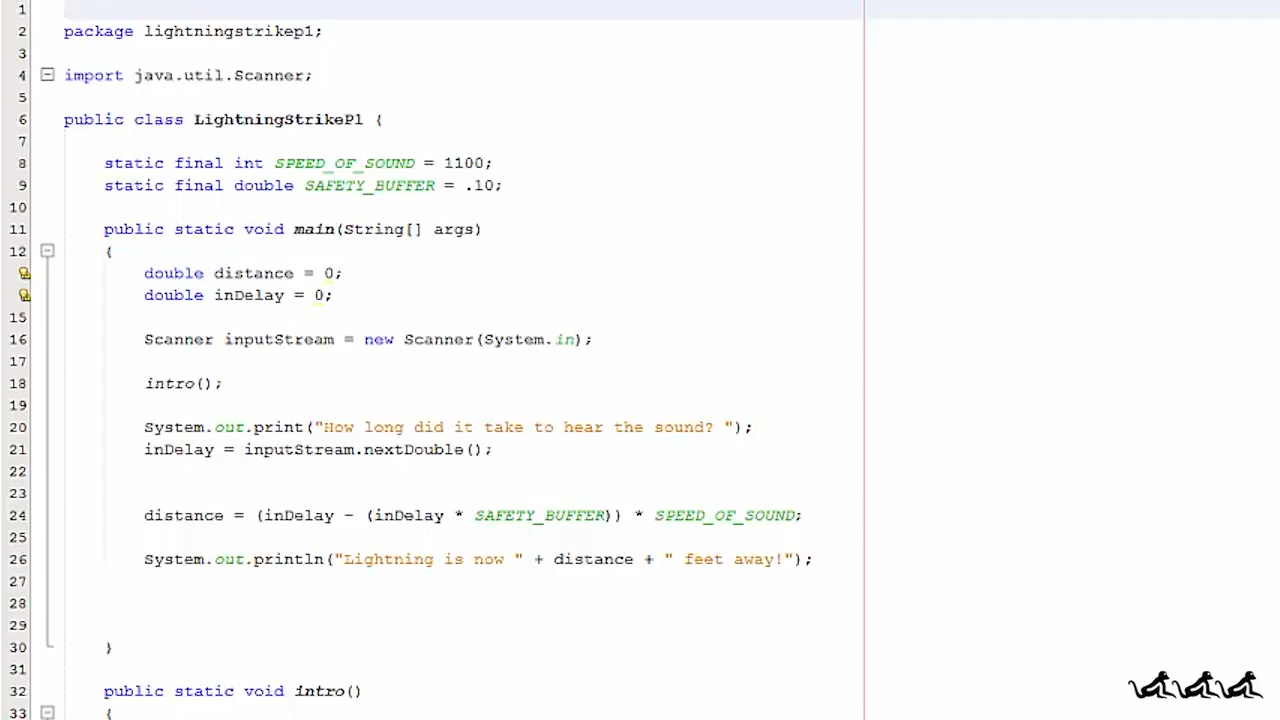 1
2 package lightningstrikep1;
3
4 import java.util.Scanner;
5
6 public class LightningStrikeP1 {
7
8 static final int SPEED_OF_SOUND = 1100;
9 static final double SAFETY_BUFFER = .10;
10
11 public static void main(String[] args)
12 {
double distance = 0;
double inDelay = 0;
15
16 Scanner inputStream = new Scanner(System.in);
17
18 intro();
19
20 System.out.print("How long did it take to hear the sound? ");
21 inDelay = inputStream.nextDouble();
22
23
24 distance = (inDelay - (inDelay * SAFETY_BUFFER)) * SPEED_OF_SOUND;
25
26 System.out.println("Lightning is now " + distance + " feet away!");
27
28
29
30 }
31
32 public static void intro()
33 {